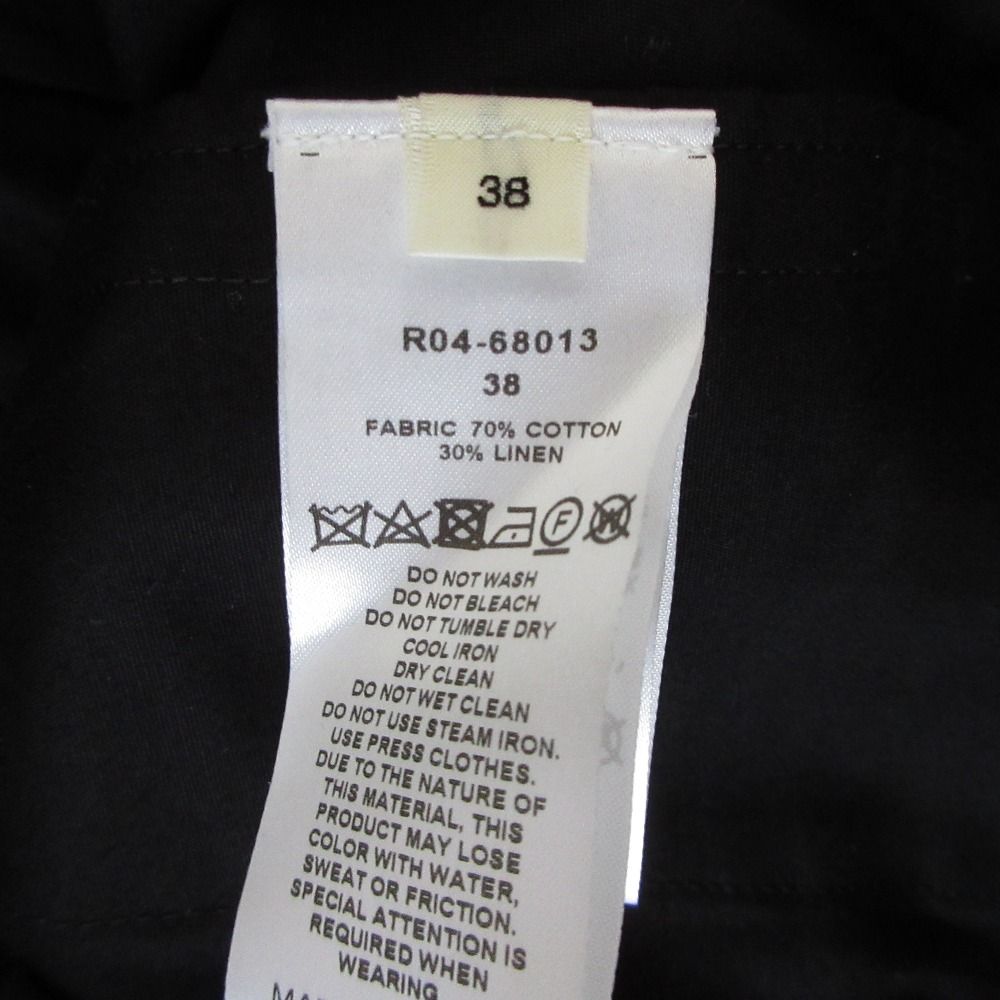 38
R04-68013
38
FABRIC 70% COTTON
30% LINEN
F
W
DO NOT WASH
DO NOT BLEACH
DO NOT TUMBLE DRY
COOL IRON
DRY CLEAN
DO NOT WET CLEAN
DO NOT USE STEAM IRON.
USE PRESS CLOTHES.
DUE TO THE NATURE OF
THIS MATERIAL, THIS
PRODUCT MAY LOSE
COLOR WITH WATER,
SWEAT OR FRICTION.
SPECIAL ATTENTION IS
REQUIRED WHEN
WEARING